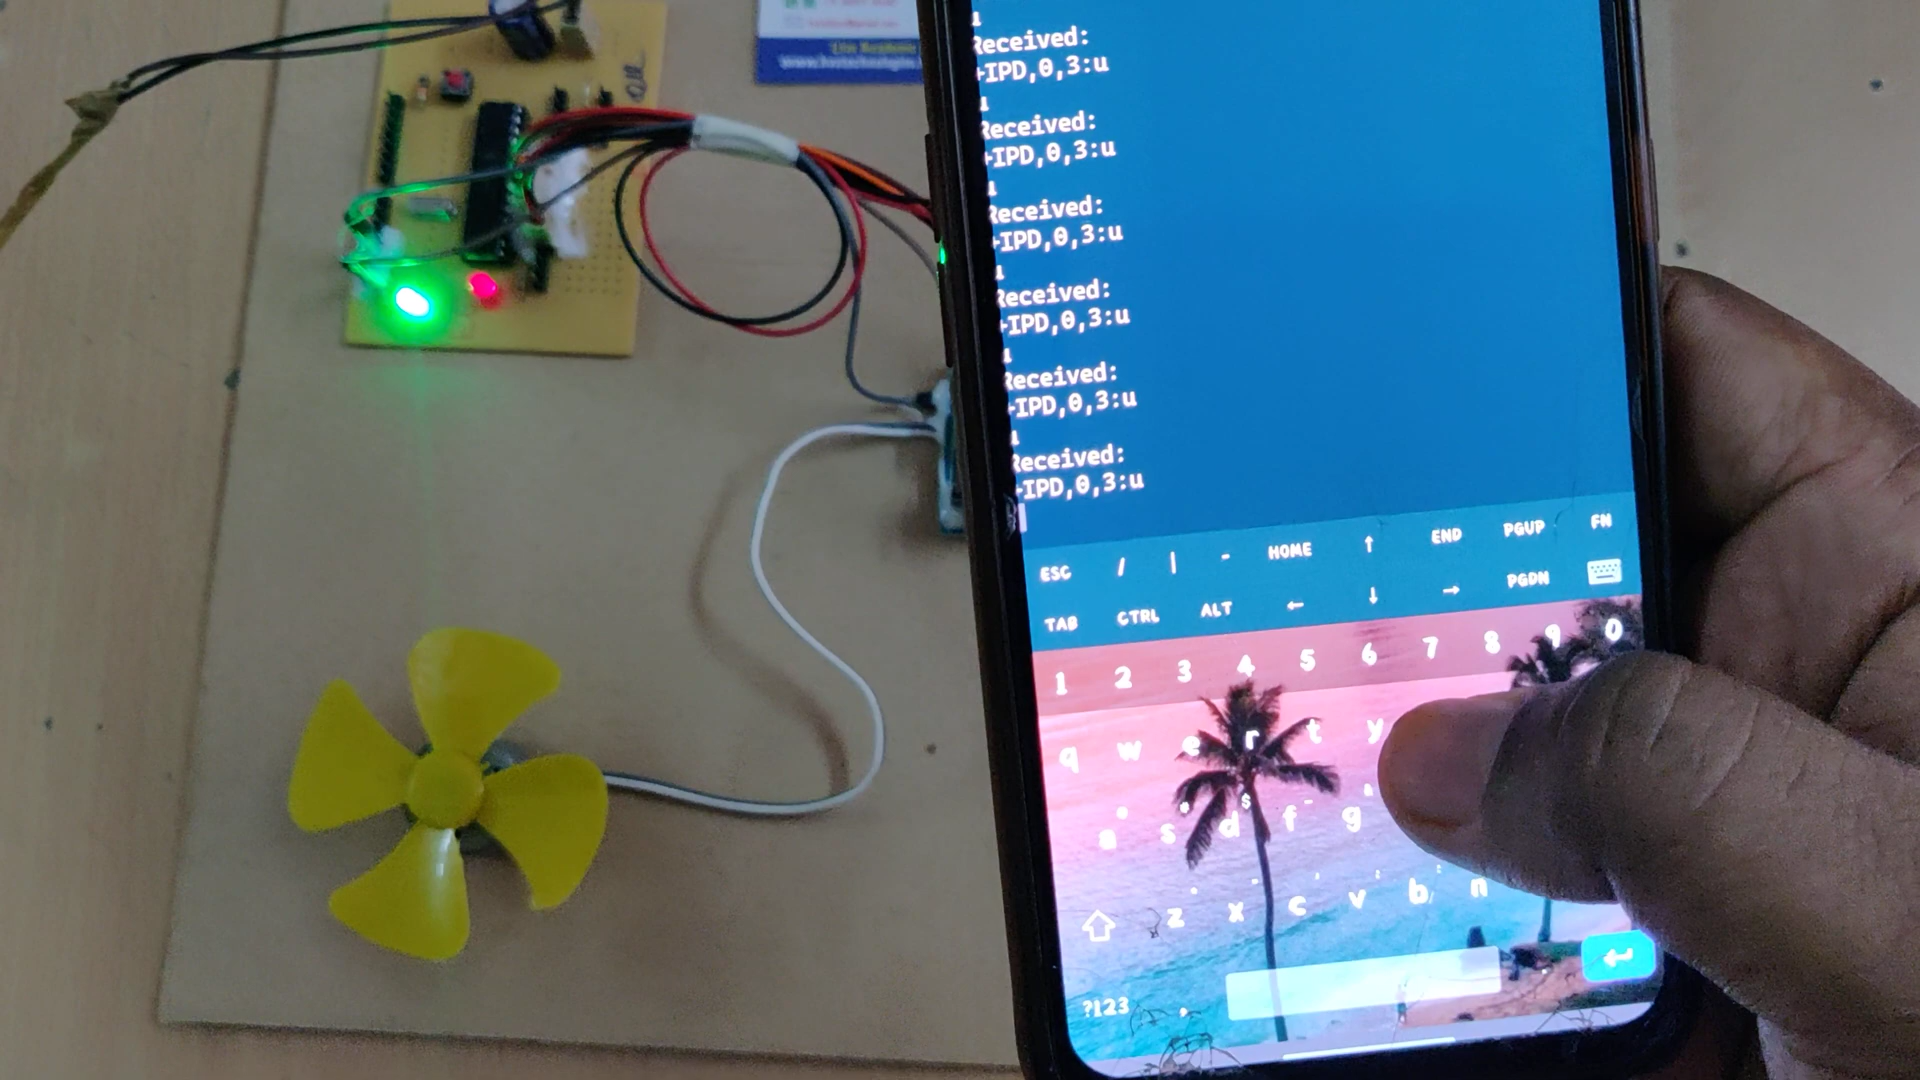 u
Received:
+IPD,0,3:u
u
Received:
+IPD,0,3:u
u
Received:
+IPD,0,3:u
u
Received:
+IPD,0,3:u
u
Received:
+IPD,0,3:u
u
Received:
+IPD,0,3:u
ESC / | - HOME ↑ END PGUP FN
TAB CTRL ALT ← ↓ → PGDN
1 2 3 4 5 6 7 8 9 0
q w e r t y
a s d f g
z x c v b n
?123 , .